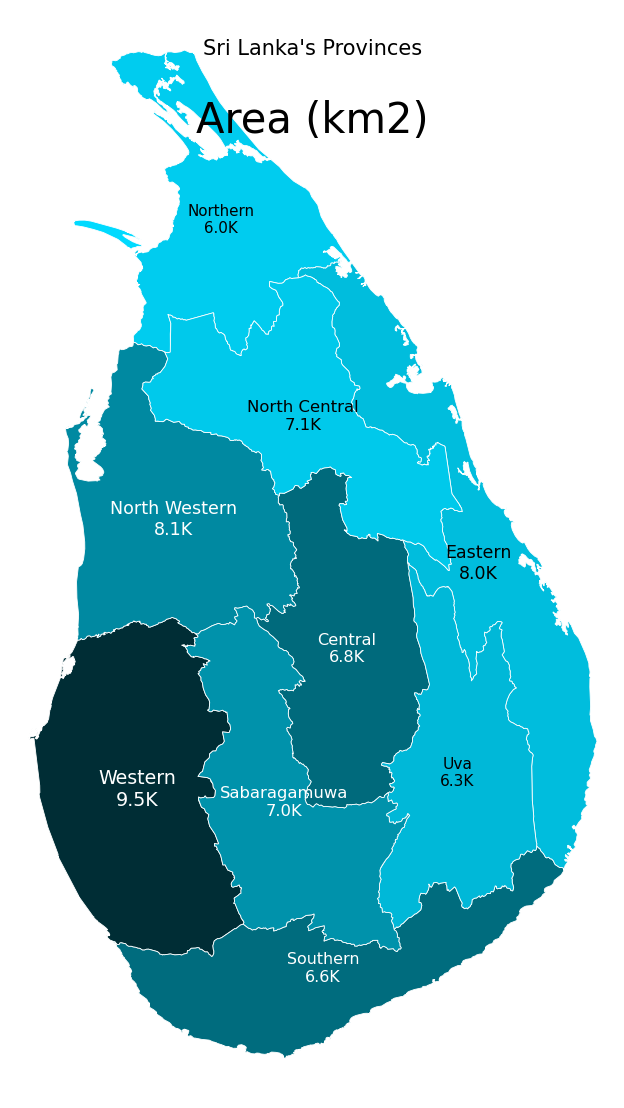 Sri Lanka's Provinces
Area (km2)
Northern
6.0K
North Central
7.1K
North Western
8.1K
Eastern
8.0K
Central
6.8K
Uva
6.3K
Western
9.5K
Sabaragamuwa
7.0K
Southern
6.6K